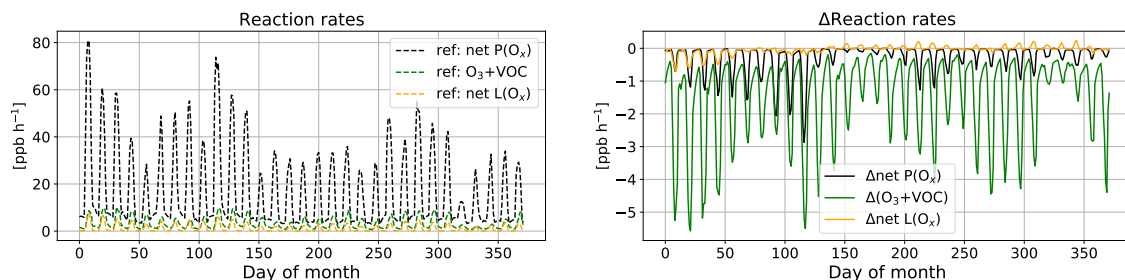 Reaction rates
80
60
40
20
0
[ppb h⁻¹]
ref: net P(Oₓ)
ref: O₃+VOC
ref: net L(Oₓ)
0 50 100 150 200 250 300 350
Day of month
ΔReaction rates
0
−1
−2
−3
−4
−5
[ppb h⁻¹]
Δnet P(Oₓ)
Δ(O₃+VOC)
Δnet L(Oₓ)
0 50 100 150 200 250 300 350
Day of month